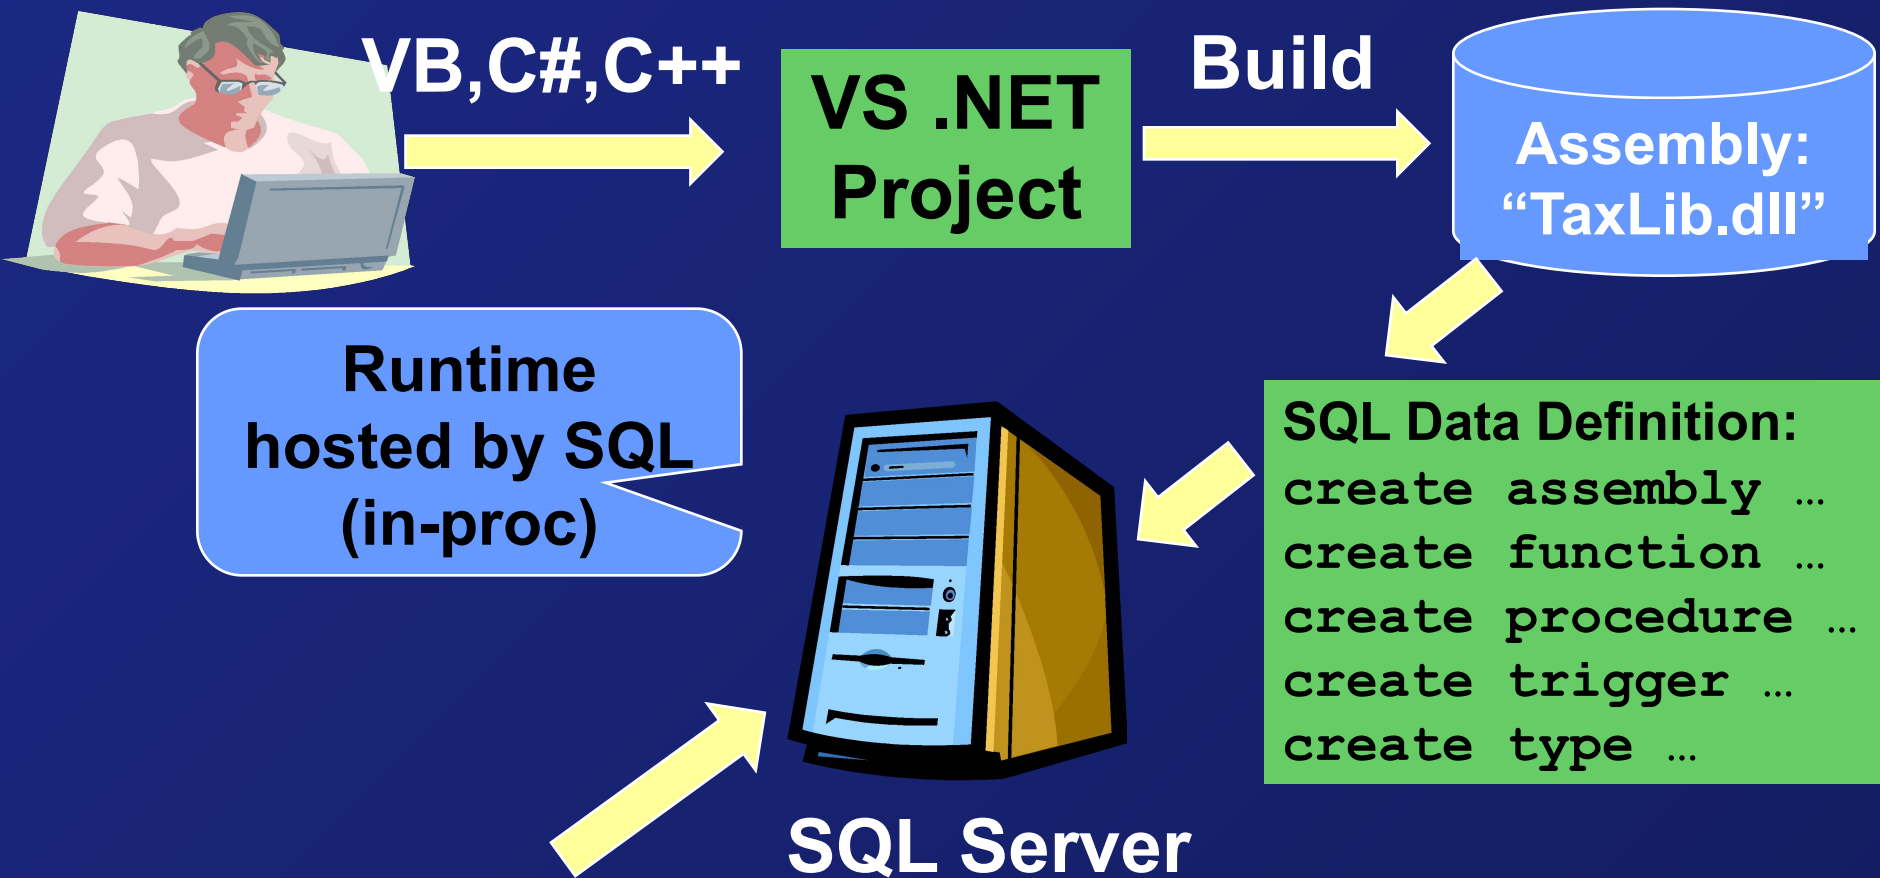 VB,C#,C++
Build
VS .NET
Project
Assembly:
“TaxLib.dll”
Runtime
hosted by SQL
(in-proc)
SQL Data Definition:
create assembly …
create function …
create procedure …
create trigger …
create type …
SQL Server